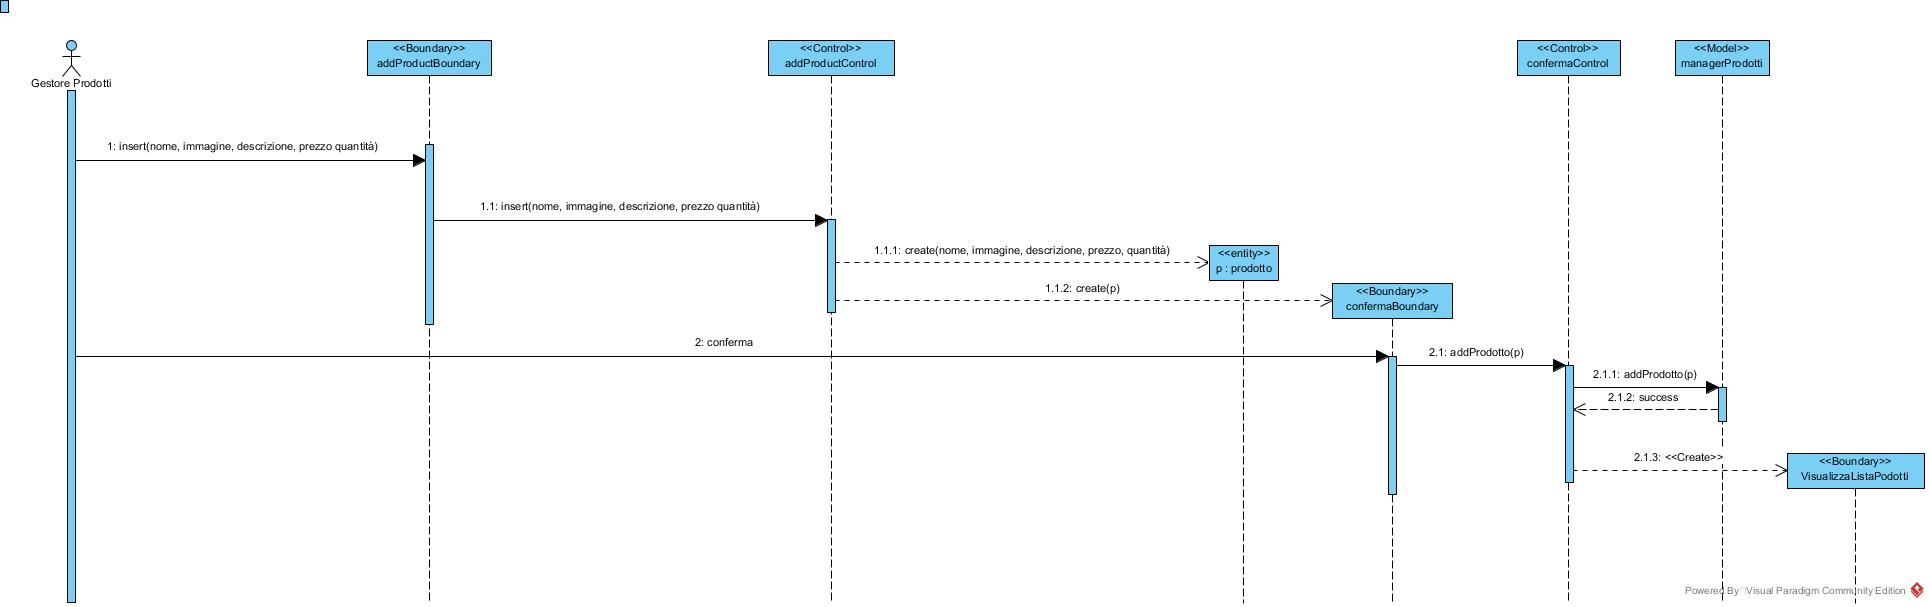 <<Boundary>>
addProductBoundary
<<Control>>
addProductControl
<<Control>>
confermaControl
<<Model>>
managerProdotti
Gestore Prodotti
1: insert(nome, immagine, descrizione, prezzo quantità)
1.1: insert(nome, immagine, descrizione, prezzo quantità)
1.1.1: create(nome, immagine, descrizione, prezzo, quantità)
<<entity>>
p : prodotto
1.1.2: create(p)
<<Boundary>>
confermaBoundary
2: conferma
2.1: addProdotto(p)
2.1.1: addProdotto(p)
2.1.2: success
2.1.3: <<Create>>
<<Boundary>>
VisualizzaListaPodotti
Powered By Visual Paradigm Community Edition